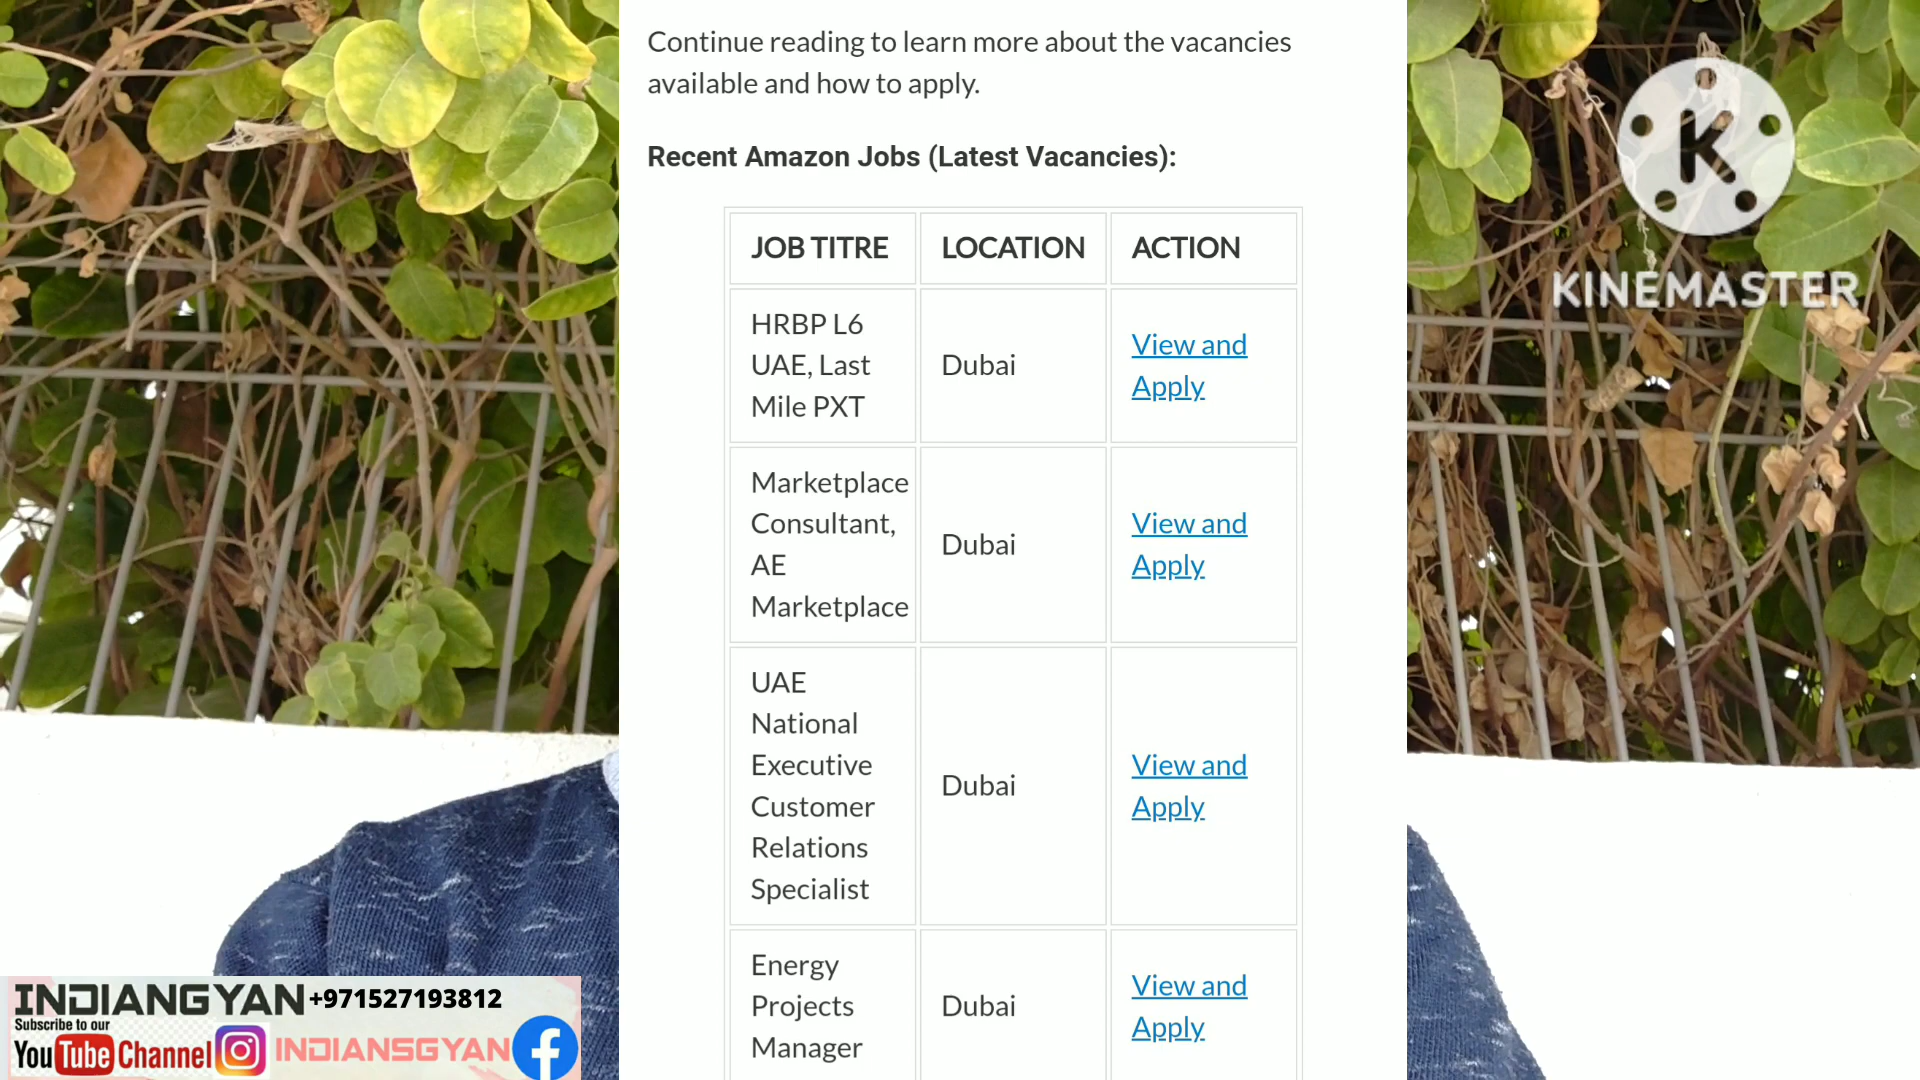 Continue reading to learn more about the vacancies
available and how to apply.
Recent Amazon Jobs (Latest Vacancies):
JOB TITRE LOCATION ACTION
HRBP L6
UAE, Last
Mile PXT
Dubai
View and
Apply
Marketplace
Consultant,
AE
Marketplace
Dubai
View and
Apply
UAE
National
Executive
Customer
Relations
Specialist
Dubai
View and
Apply
Energy
Projects
Manager
Dubai
View and
Apply
K
KINEMASTER
INDIANGYAN +971527193812
Subscribe to our
YouTube Channel INDIANSGYAN f